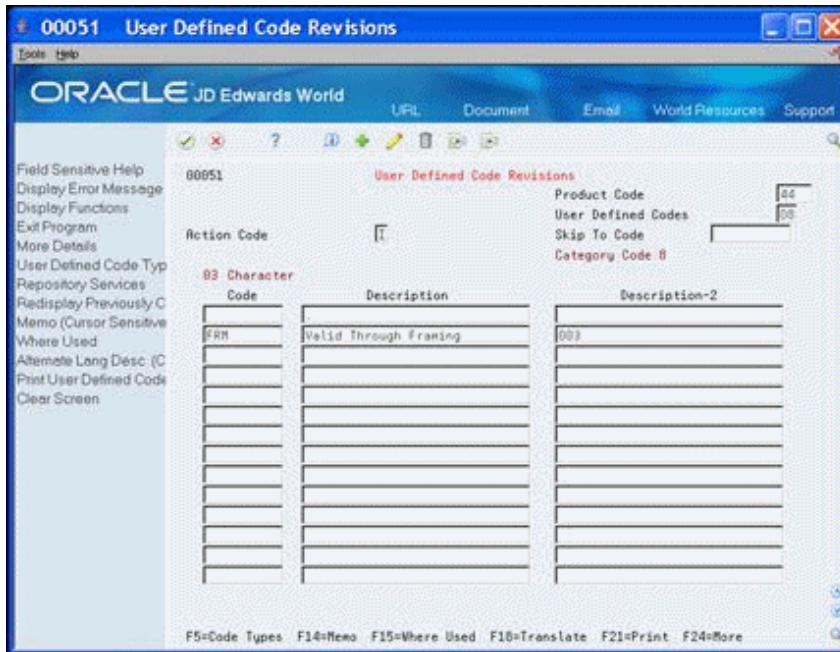 00051 User Defined Code Revisions
Tools Help
ORACLE JD Edwards World
URL Document Email World Resources Support
?
Field Sensitive Help
Display Error Message
Display Functions
Exit Program
More Details
User Defined Code Typ
Repository Services
Redisplay Previously C
Memo (Cursor Sensitive
Where Used
Alternate Lang Desc (C
Print User Defined Code
Clear Screen
00051 User Defined Code Revisions
Product Code 44
User Defined Codes 08
Action Code I Skip To Code
Category Code 8
03 Character
Code Description Description-2
.
FRM Valid Through Framing 003
F5=Code Types F14=Memo F15=Where Used F18=Translate F21=Print F24=More